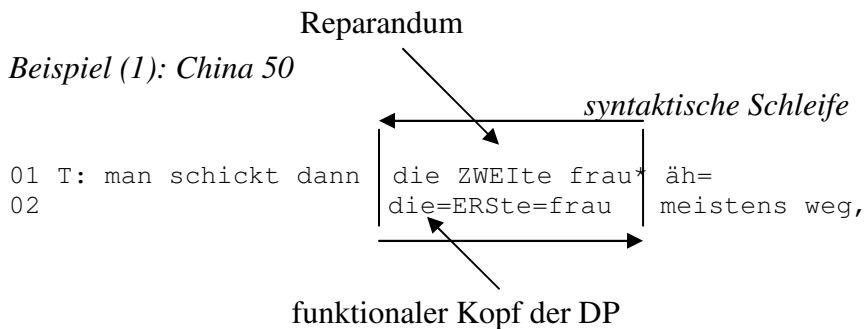 Reparandum
Beispiel (1): China 50
syntaktische Schleife
01 T: man schickt dann die ZWEIte frau* äh=
02 die=ERSte=frau meistens weg,
funktionaler Kopf der DP